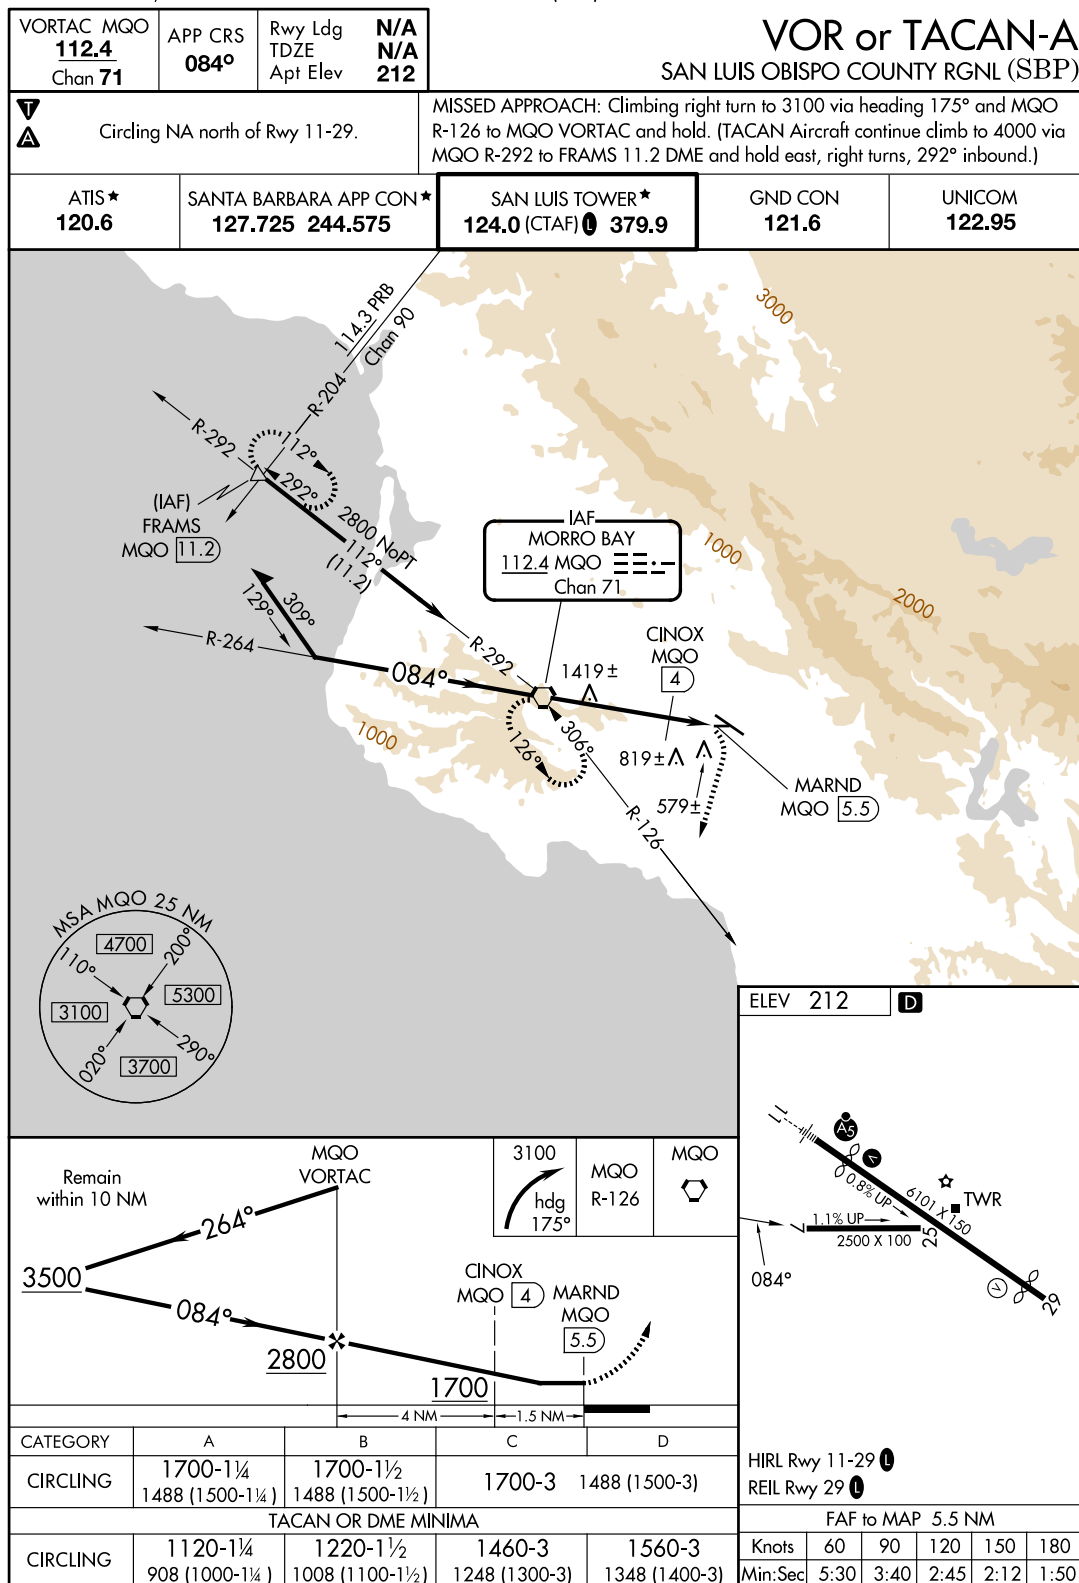 VORTAC MQO
112.4
Chan 71
APP CRS
084°
Rwy Ldg N/A
TDZE N/A
Apt Elev 212
VOR or TACAN-A
SAN LUIS OBISPO COUNTY RGNL (SBP)
T
A
Circling NA north of Rwy 11-29.
MISSED APPROACH: Climbing right turn to 3100 via heading 175° and MQO
R-126 to MQO VORTAC and hold. (TACAN Aircraft continue climb to 4000 via
MQO R-292 to FRAMS 11.2 DME and hold east, right turns, 292° inbound.)
ATIS★
120.6
SANTA BARBARA APP CON★
127.725 244.575
SAN LUIS TOWER★
124.0 (CTAF) L 379.9
GND CON
121.6
UNICOM
122.95
114.3 PRB
Chan 90
R-204
3000
R-292
112°
292°
(IAF)
FRAMS
MQO 11.2
2800 NoPT
112°
(11.2)
IAF
MORRO BAY
112.4 MQO
Chan 71
1000
2000
129°
309°
R-264
084°
R-292
1419±
CINOX
MQO
4
1000
126°
306°
819±
579±
MARND
MQO 5.5
R-126
MSA MQO 25 NM
4700
110°
200°
3100
5300
020°
290°
3700
ELEV 212
D
A5
V
0.8% UP
6101 X 150
TWR
1.1% UP
2500 X 100
7
11
25
V
29
084°
HIRL Rwy 11-29 L
REIL Rwy 29 L
Remain
within 10 NM
MQO
VORTAC
3100
hdg
175°
MQO
R-126
MQO
264°
3500
084°
2800
CINOX
MQO 4
MARND
MQO
5.5
1700
4 NM
1.5 NM
CATEGORY A B C D
CIRCLING
1700-1¼
1488 (1500-1¼)
1700-1½
1488 (1500-1½)
1700-3 1488 (1500-3)
TACAN OR DME MINIMA
CIRCLING
1120-1¼
908 (1000-1¼)
1220-1½
1008 (1100-1½)
1460-3
1248 (1300-3)
1560-3
1348 (1400-3)
FAF to MAP 5.5 NM
Knots 60 90 120 150 180
Min:Sec 5:30 3:40 2:45 2:12 1:50